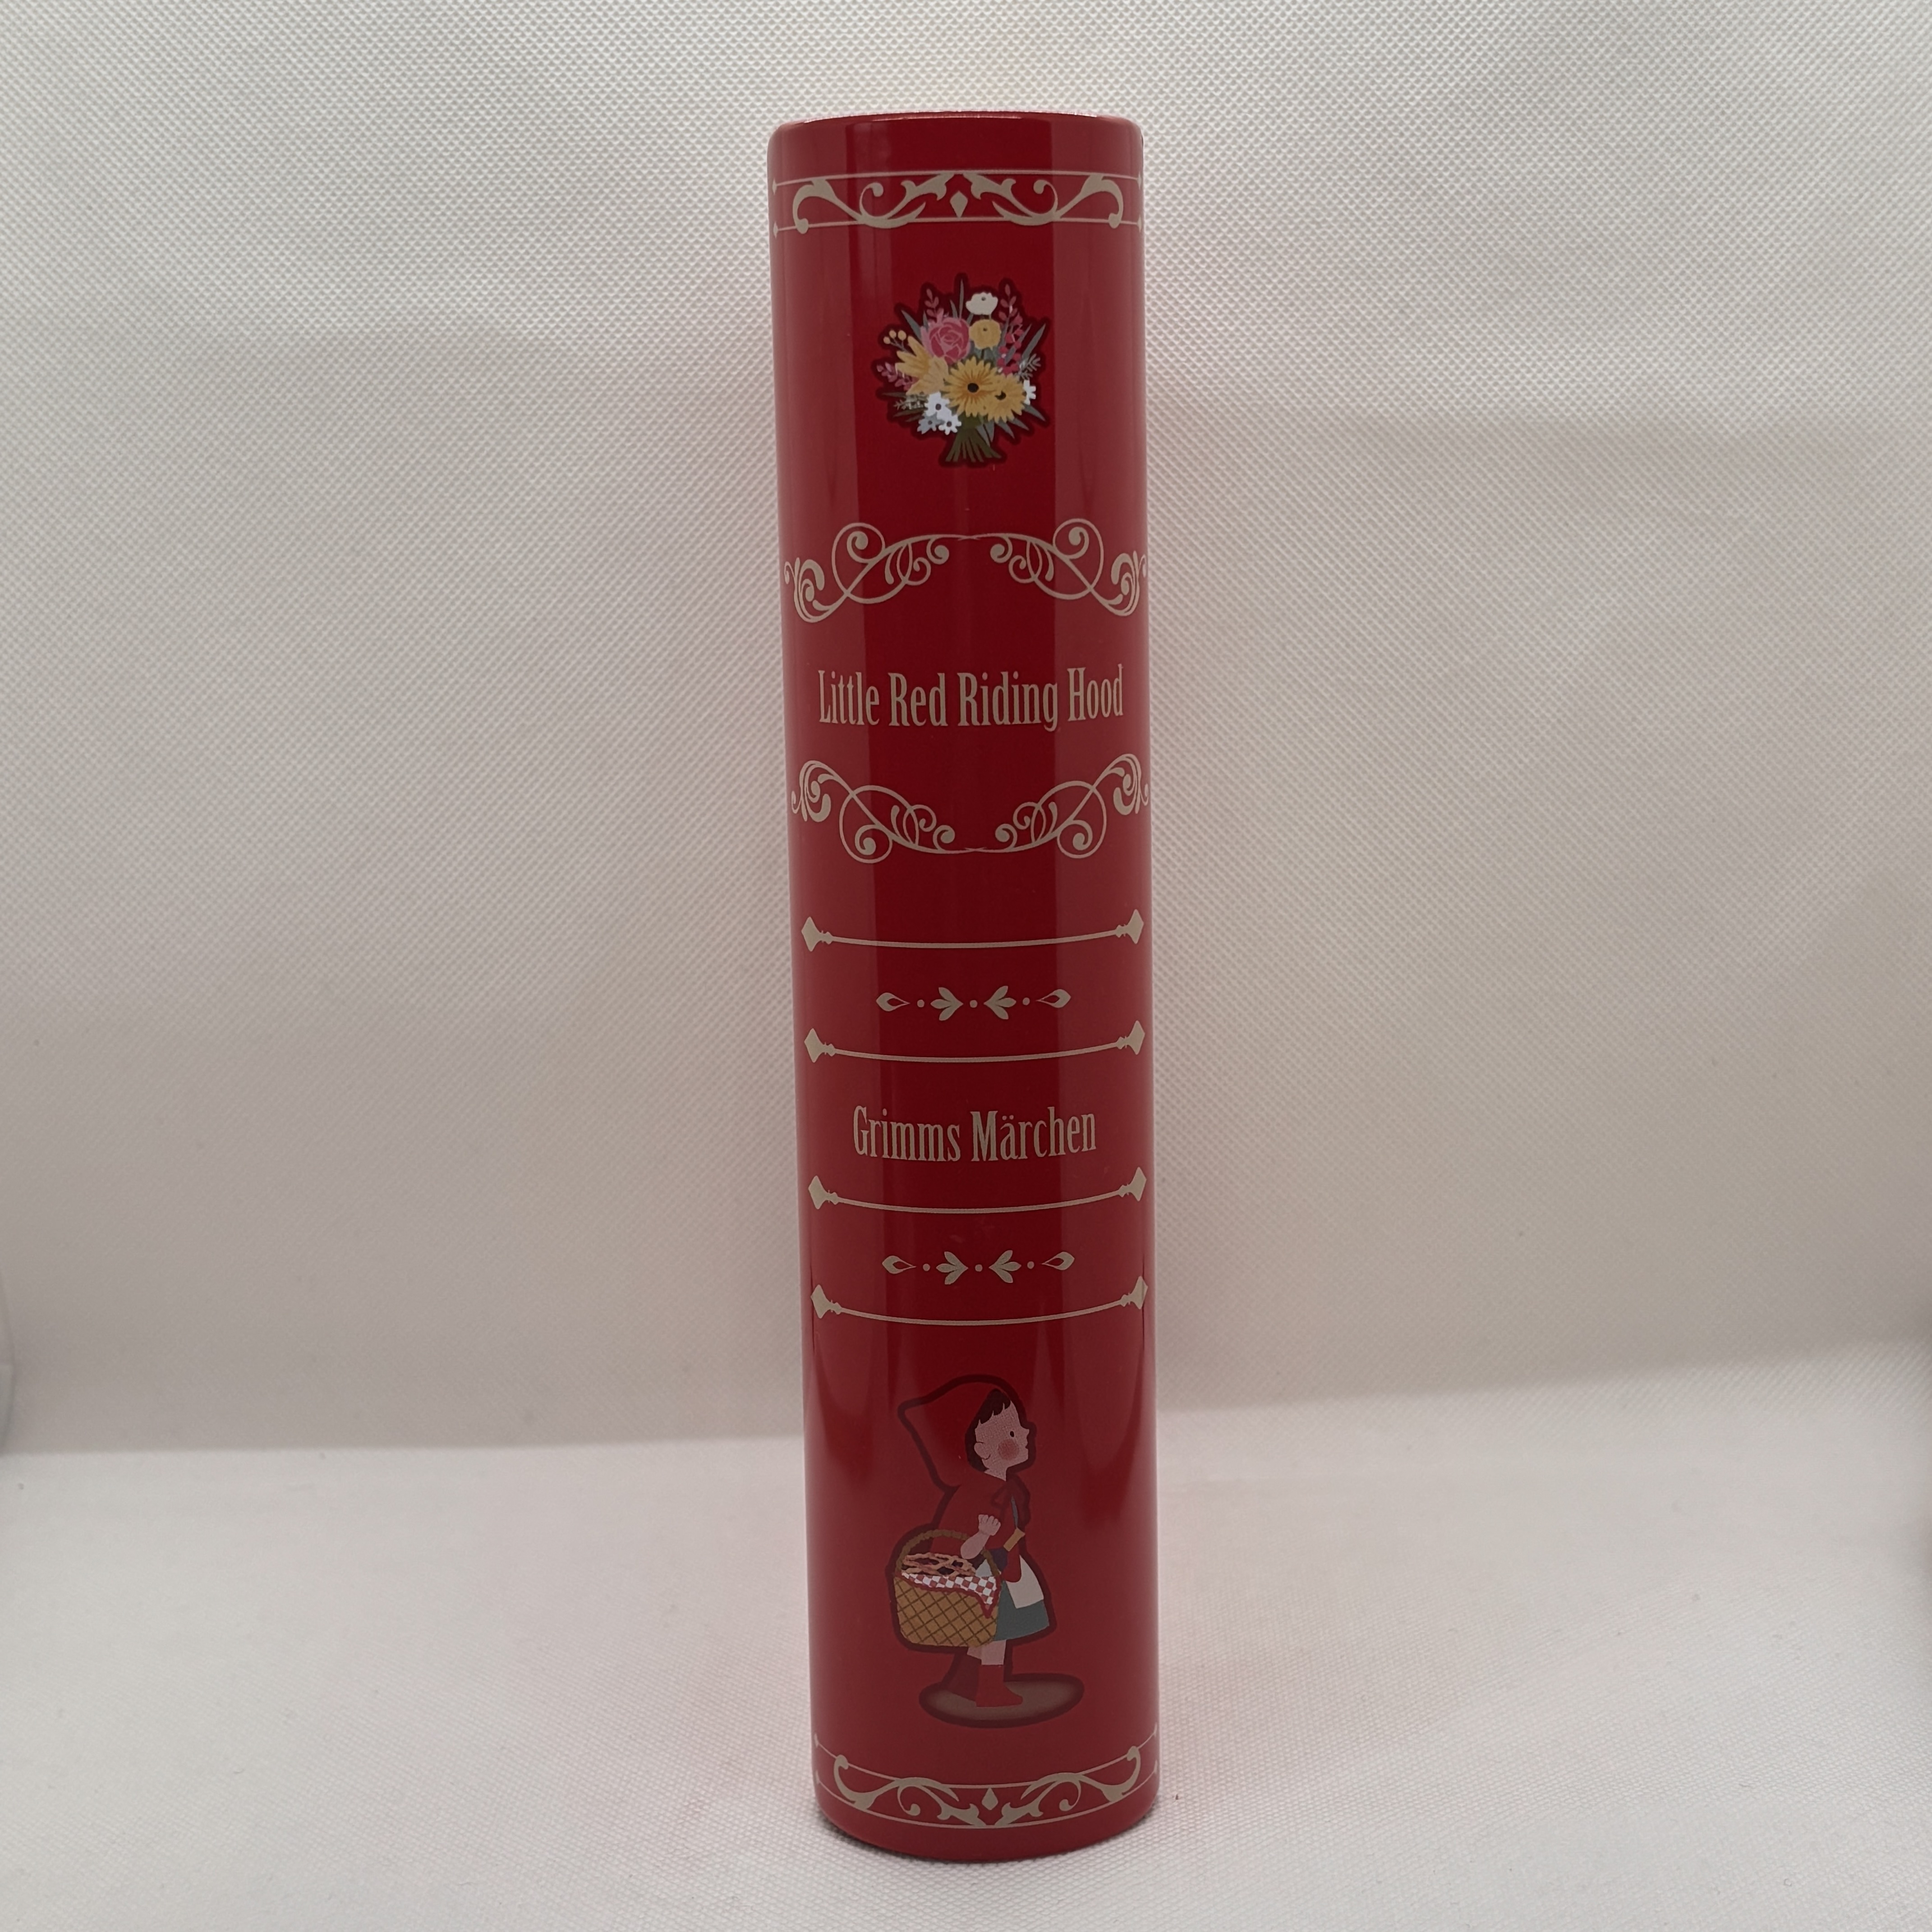 Little Red Riding Hood
Grimms Märchen